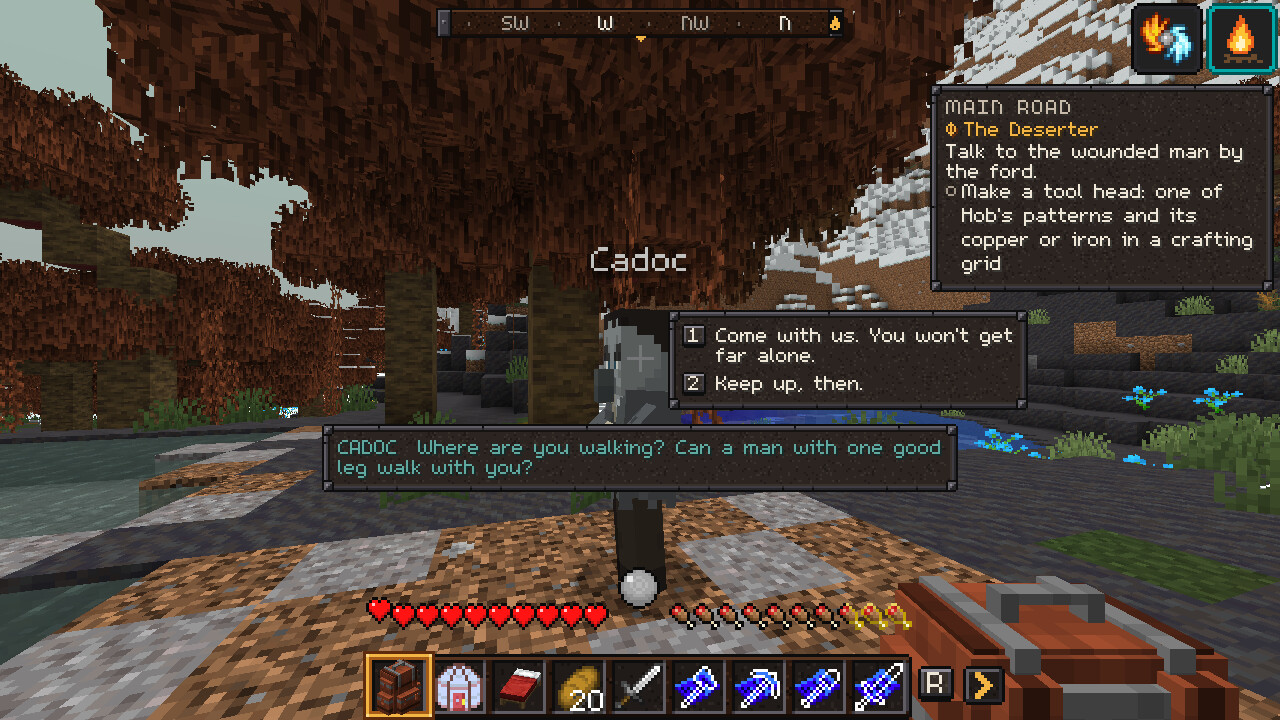 SW W NW N
MAIN ROAD
The Deserter
Talk to the wounded man by
the ford.
Make a tool head: one of
Hob's patterns and its
copper or iron in a crafting
grid
Cadoc
1 Come with us. You won't get
far alone.
2 Keep up, then.
CADOC Where are you walking? Can a man with one good
leg walk with you?
20
R